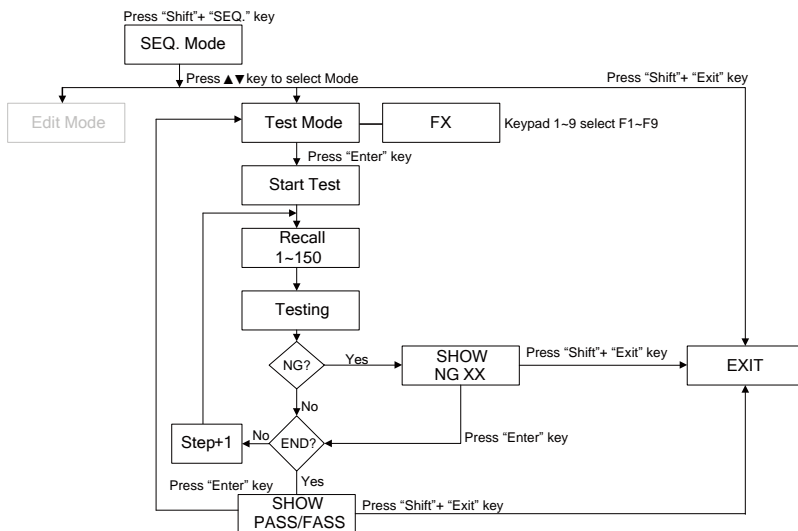 Press “Shift”+ “SEQ.” key
SEQ. Mode
Press ▲▼ key to select Mode
Press “Shift”+ “Exit” key
Edit Mode
Test Mode
FX
Keypad 1~9 select F1~F9
Press “Enter” key
Start Test
Recall
1~150
Testing
NG?
Yes
SHOW
NG XX
Press “Shift”+ “Exit” key
EXIT
No
Press “Enter” key
END?
No
Step+1
Yes
Press “Enter” key
SHOW
PASS/FASS
Press “Shift”+ “Exit” key